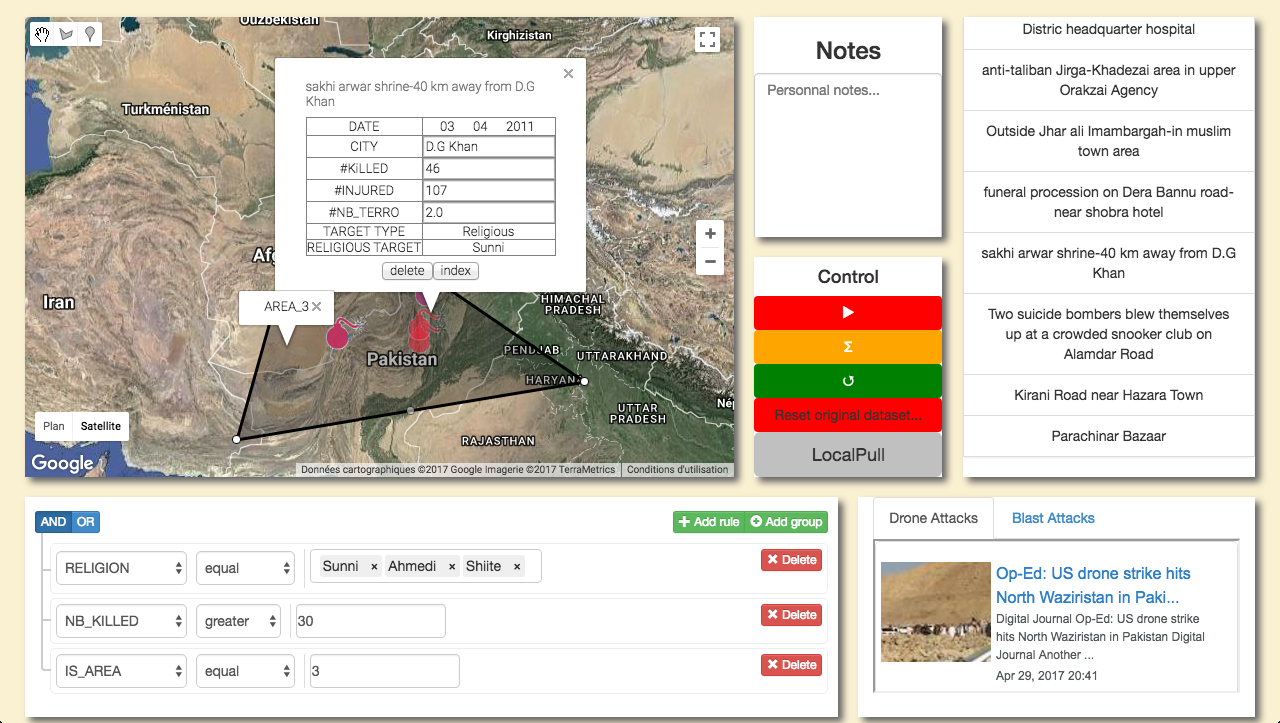 Ouzbékistan
Kirghizistan
Turkménistan
Iran
Af
sakhi arwar shrine-40 km away from D.G
Khan
DATE 03 04 2011
CITY D.G Khan
#KiLLED 46
#INJURED 107
#NB_TERRO 2.0
TARGET TYPE Religious
RELIGIOUS TARGET Sunni
delete index
AREA_3
Pakistan
HIMACHAL
PRADESH
PENDJAB
UTTARAKHAND
HARYAN
UTTAR
PRADESH
Nép
RAJASTHAN
+
−
Plan Satellite
Google
Données cartographiques ©2017 Google Imagerie ©2017 TerraMetrics Conditions d'utilisation
Notes
Personnal notes...
Control
Σ
Reset original dataset...
LocalPull
Distric headquarter hospital
anti-taliban Jirga-Khadezai area in upper
Orakzai Agency
Outside Jhar ali Imambargah-in muslim
town area
funeral procession on Dera Bannu road-
near shobra hotel
sakhi arwar shrine-40 km away from D.G
Khan
Two suicide bombers blew themselves
up at a crowded snooker club on
Alamdar Road
Kirani Road near Hazara Town
Parachinar Bazaar
AND OR
Add rule Add group
RELIGION equal Sunni × Ahmedi × Shiite × Delete
NB_KILLED greater 30 Delete
IS_AREA equal 3 Delete
Drone Attacks Blast Attacks
Op-Ed: US drone strike hits
North Waziristan in Paki...
Digital Journal Op-Ed: US drone strike
hits North Waziristan in Pakistan Digital
Journal Another ...
Apr 29, 2017 20:41